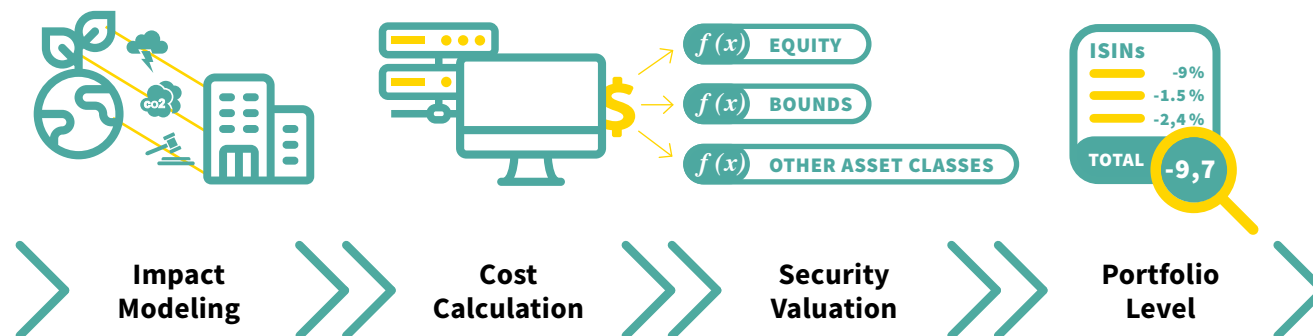 co2
$
f (x) EQUITY
f (x) BOUNDS
f (x) OTHER ASSET CLASSES
ISINs
-9%
-1.5%
-2,4%
TOTAL -9,7
Impact
Modeling
Cost
Calculation
Security
Valuation
Portfolio
Level